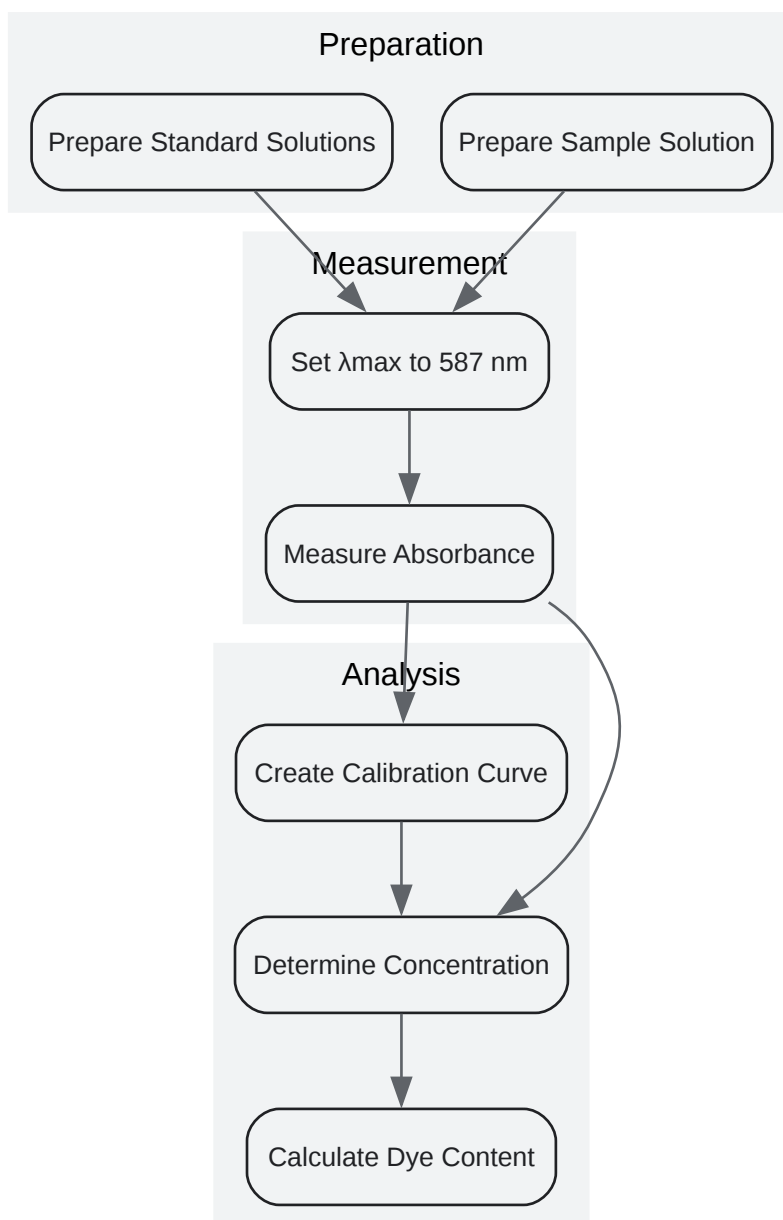 Preparation
Prepare Standard Solutions
Prepare Sample Solution
Measurement
Set λmax to 587 nm
Measure Absorbance
Analysis
Create Calibration Curve
Determine Concentration
Calculate Dye Content